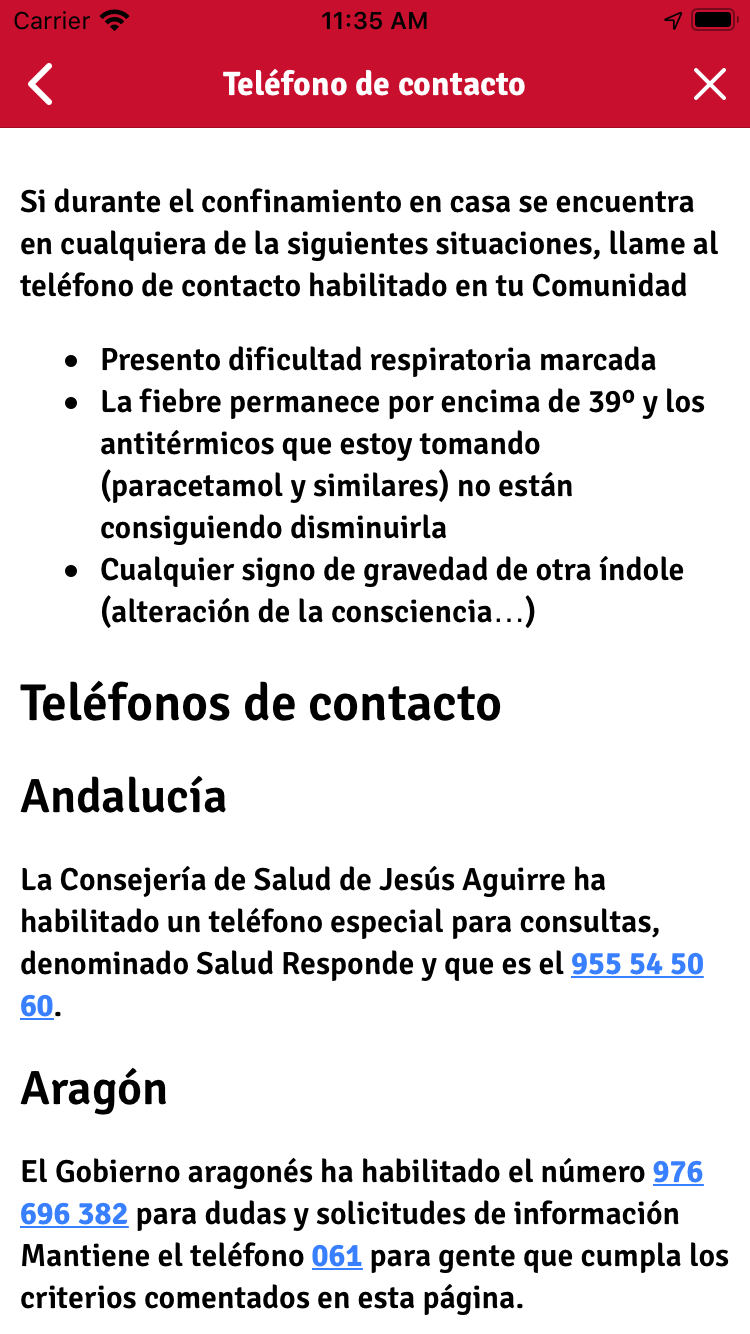 Carrier 11:35 AM
Teléfono de contacto
Si durante el confinamiento en casa se encuentra
en cualquiera de la siguientes situaciones, llame al
teléfono de contacto habilitado en tu Comunidad
• Presento dificultad respiratoria marcada
• La fiebre permanece por encima de 39º y los
antitérmicos que estoy tomando
(paracetamol y similares) no están
consiguiendo disminuirla
• Cualquier signo de gravedad de otra índole
(alteración de la consciencia…)
Teléfonos de contacto
Andalucía
La Consejería de Salud de Jesús Aguirre ha
habilitado un teléfono especial para consultas,
denominado Salud Responde y que es el 955 54 50
60.
Aragón
El Gobierno aragonés ha habilitado el número 976
696 382 para dudas y solicitudes de información
Mantiene el teléfono 061 para gente que cumpla los
criterios comentados en esta página.